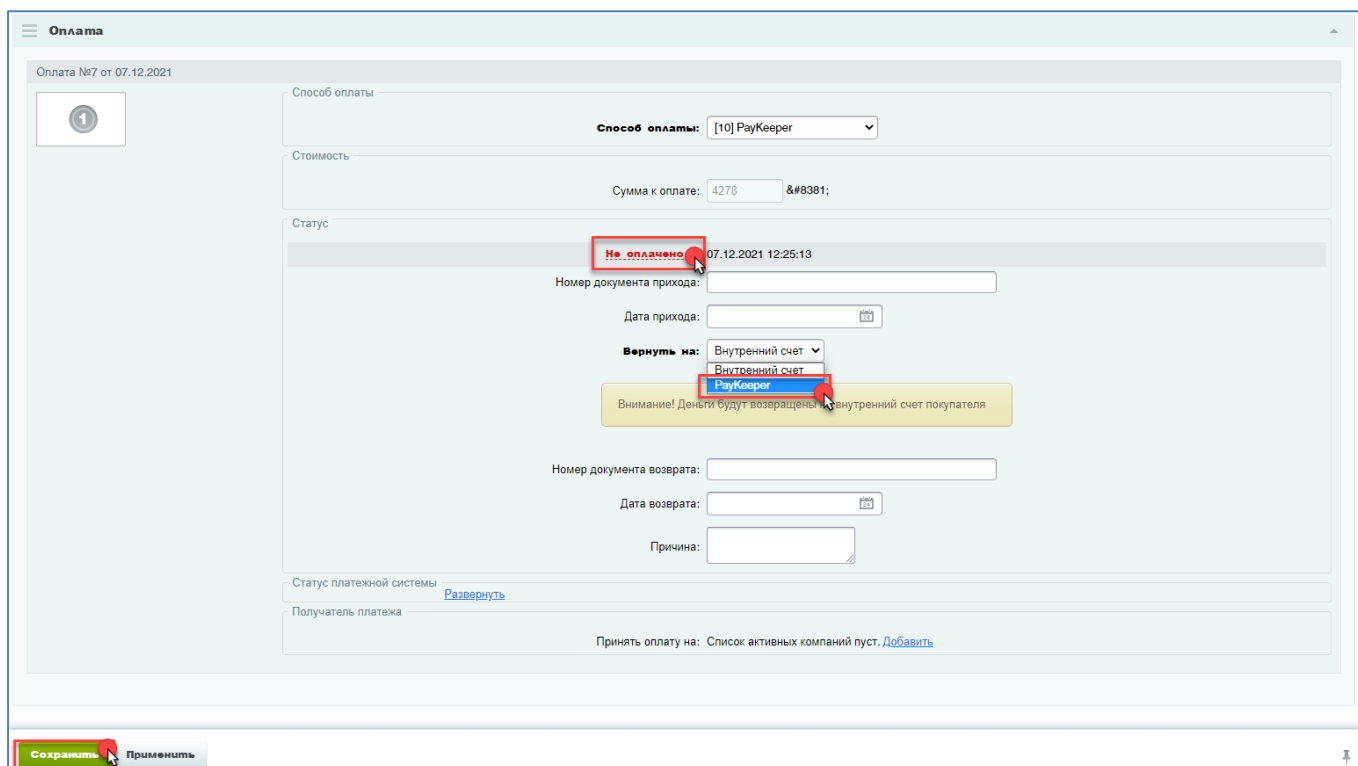 Оплата
Оплата №7 от 07.12.2021
1
Способ оплаты
Способ оплаты: [10] PayKeeper
Стоимость
Сумма к оплате: 4278 &#8381;
Статус
Не оплачено 07.12.2021 12:25:13
Номер документа прихода:
Дата прихода: 24
Вернуть на: Внутренний счет
Внутренний счет
PayKeeper
Внимание! Деньги будут возвращены внутренний счет покупателя
Номер документа возврата:
Дата возврата: 24
Причина:
Статус платежной системы
Развернуть
Получатель платежа
Принять оплату на: Список активных компаний пуст. Добавить
Сохранить Применить